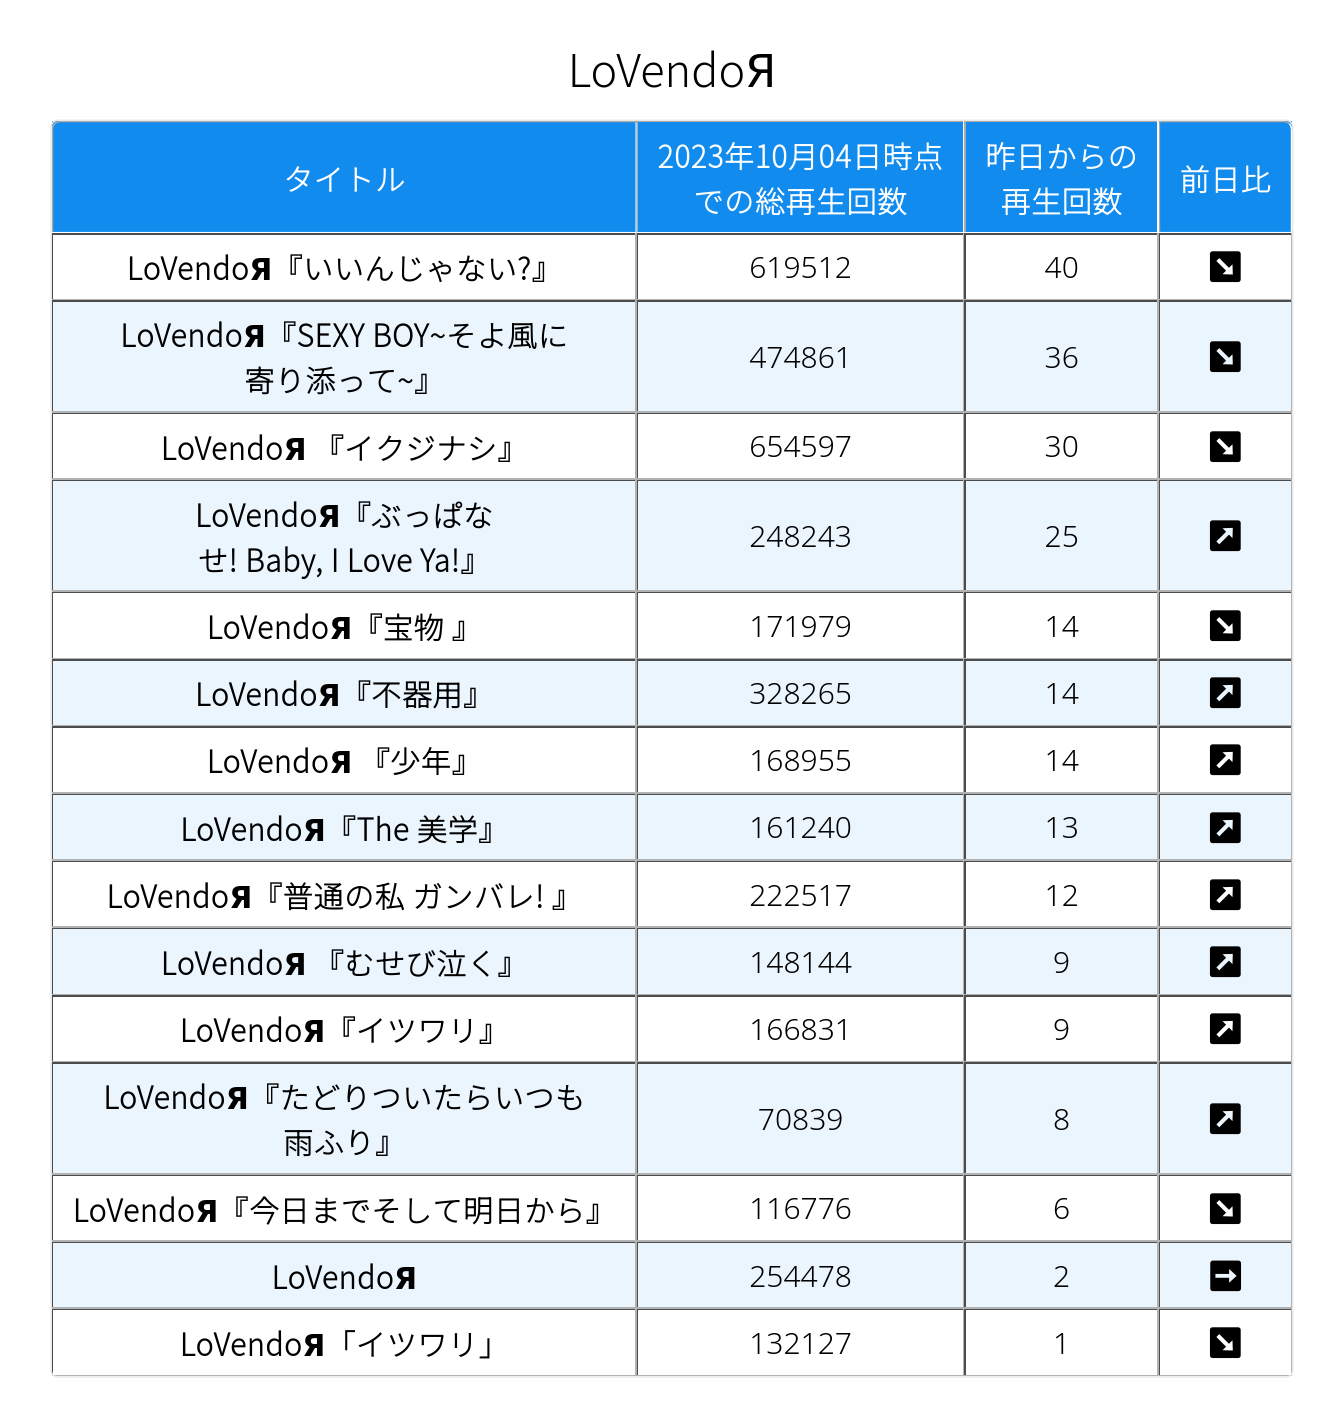 LoVendoЯ
タイトル
2023年10月04日時点
での総再生回数
昨日からの
再生回数
前日比
LoVendoЯ『いいんじゃない?』 619512 40 ↘
LoVendoЯ『SEXY BOY~そよ風に
寄り添って~』 474861 36 ↘
LoVendoЯ 『イクジナシ』 654597 30 ↘
LoVendoЯ『ぶっぱな
せ! Baby, I Love Ya!』 248243 25 ↗
LoVendoЯ『宝物 』 171979 14 ↘
LoVendoЯ『不器用』 328265 14 ↗
LoVendoЯ 『少年』 168955 14 ↗
LoVendoЯ『The 美学』 161240 13 ↗
LoVendoЯ『普通の私 ガンバレ! 』 222517 12 ↗
LoVendoЯ 『むせび泣く』 148144 9 ↗
LoVendoЯ『イツワリ』 166831 9 ↗
LoVendoЯ『たどりついたらいつも
雨ふり』 70839 8 ↗
LoVendoЯ『今日までそして明日から』 116776 6 ↘
LoVendoЯ 254478 2 →
LoVendoЯ「イツワリ」 132127 1 ↘